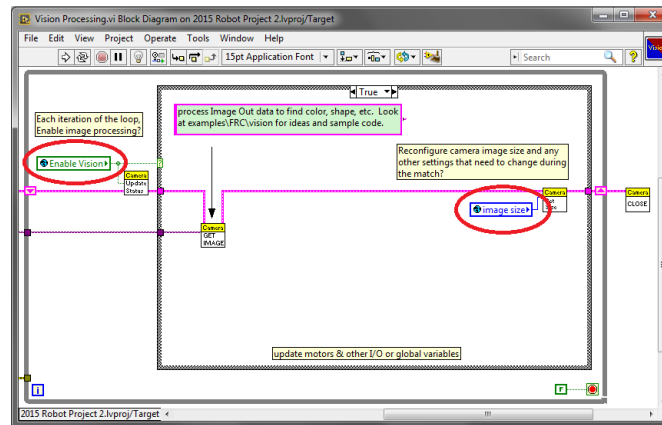 Vision Processing.vi Block Diagram on 2015 Robot Project 2.lvproj/Target
File Edit View Project Operate Tools Window Help
15pt Application Font
Search
Visio
True
Each iteration of the loop,
Enable image processing?
process Image Out data to find color, shape, etc. Look
at examples\FRC\vision for ideas and sample code.
Enable Vision
?
Camera
Update
Status
Reconfigure camera image size and any
other settings that need to change during
the match?
image size
Camera
Size
Camera
CLOSE
Camera
GET
IMAGE
update motors & other I/O or global variables
i
F
2015 Robot Project 2.lvproj/Target